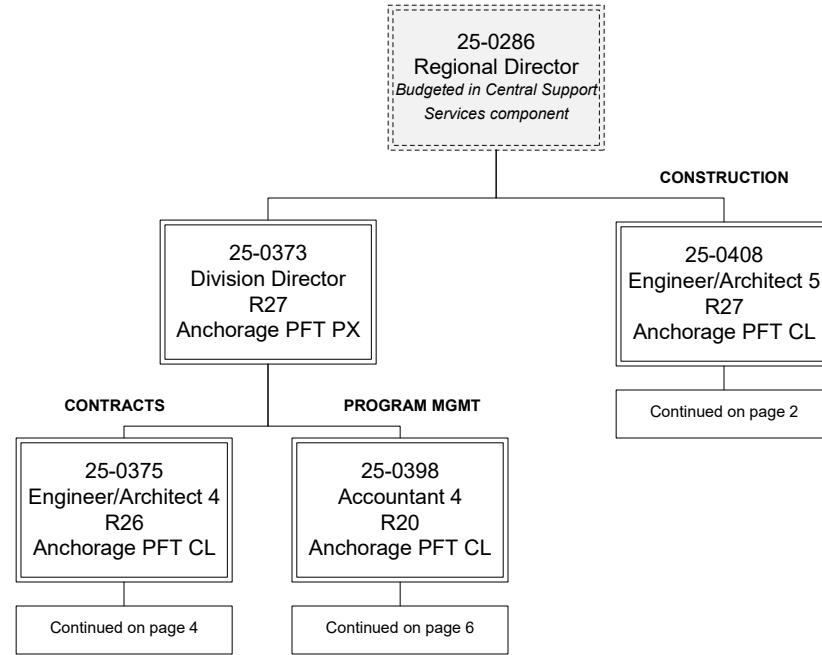 25-0286
Regional Director
Budgeted in Central Support
Services component
CONSTRUCTION
25-0373
Division Director
R27
Anchorage PFT PX
25-0408
Engineer/Architect 5
R27
Anchorage PFT CL
Continued on page 2
CONTRACTS
PROGRAM MGMT
25-0375
Engineer/Architect 4
R26
Anchorage PFT CL
25-0398
Accountant 4
R20
Anchorage PFT CL
Continued on page 4
Continued on page 6